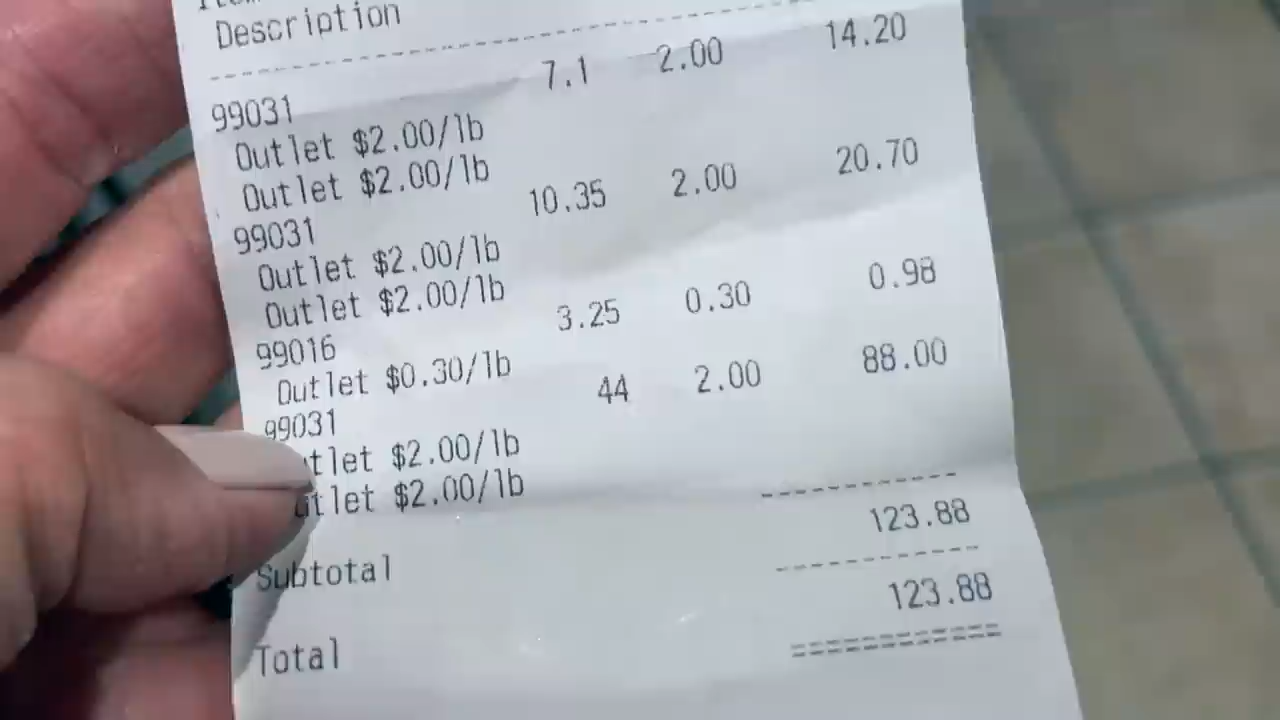 Description
7.1 2.00 14.20
99031
Outlet $2.00/lb
Outlet $2.00/lb
10.35 2.00 20.70
99031
Outlet $2.00/lb
Outlet $2.00/lb
3.25 0.30 0.98
99016
Outlet $0.30/lb
44 2.00 88.00
99031
tlet $2.00/lb
utlet $2.00/lb
123.88
Subtotal
123.88
Total